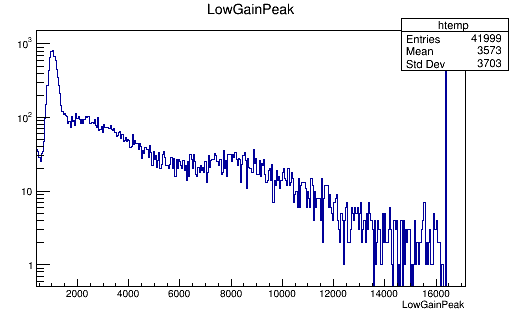 LowGainPeak
htemp
Entries 41999
Mean 3573
Std Dev 3703
10³
10²
10
1
2000 4000 6000 8000 10000 12000 14000 16000
LowGainPeak